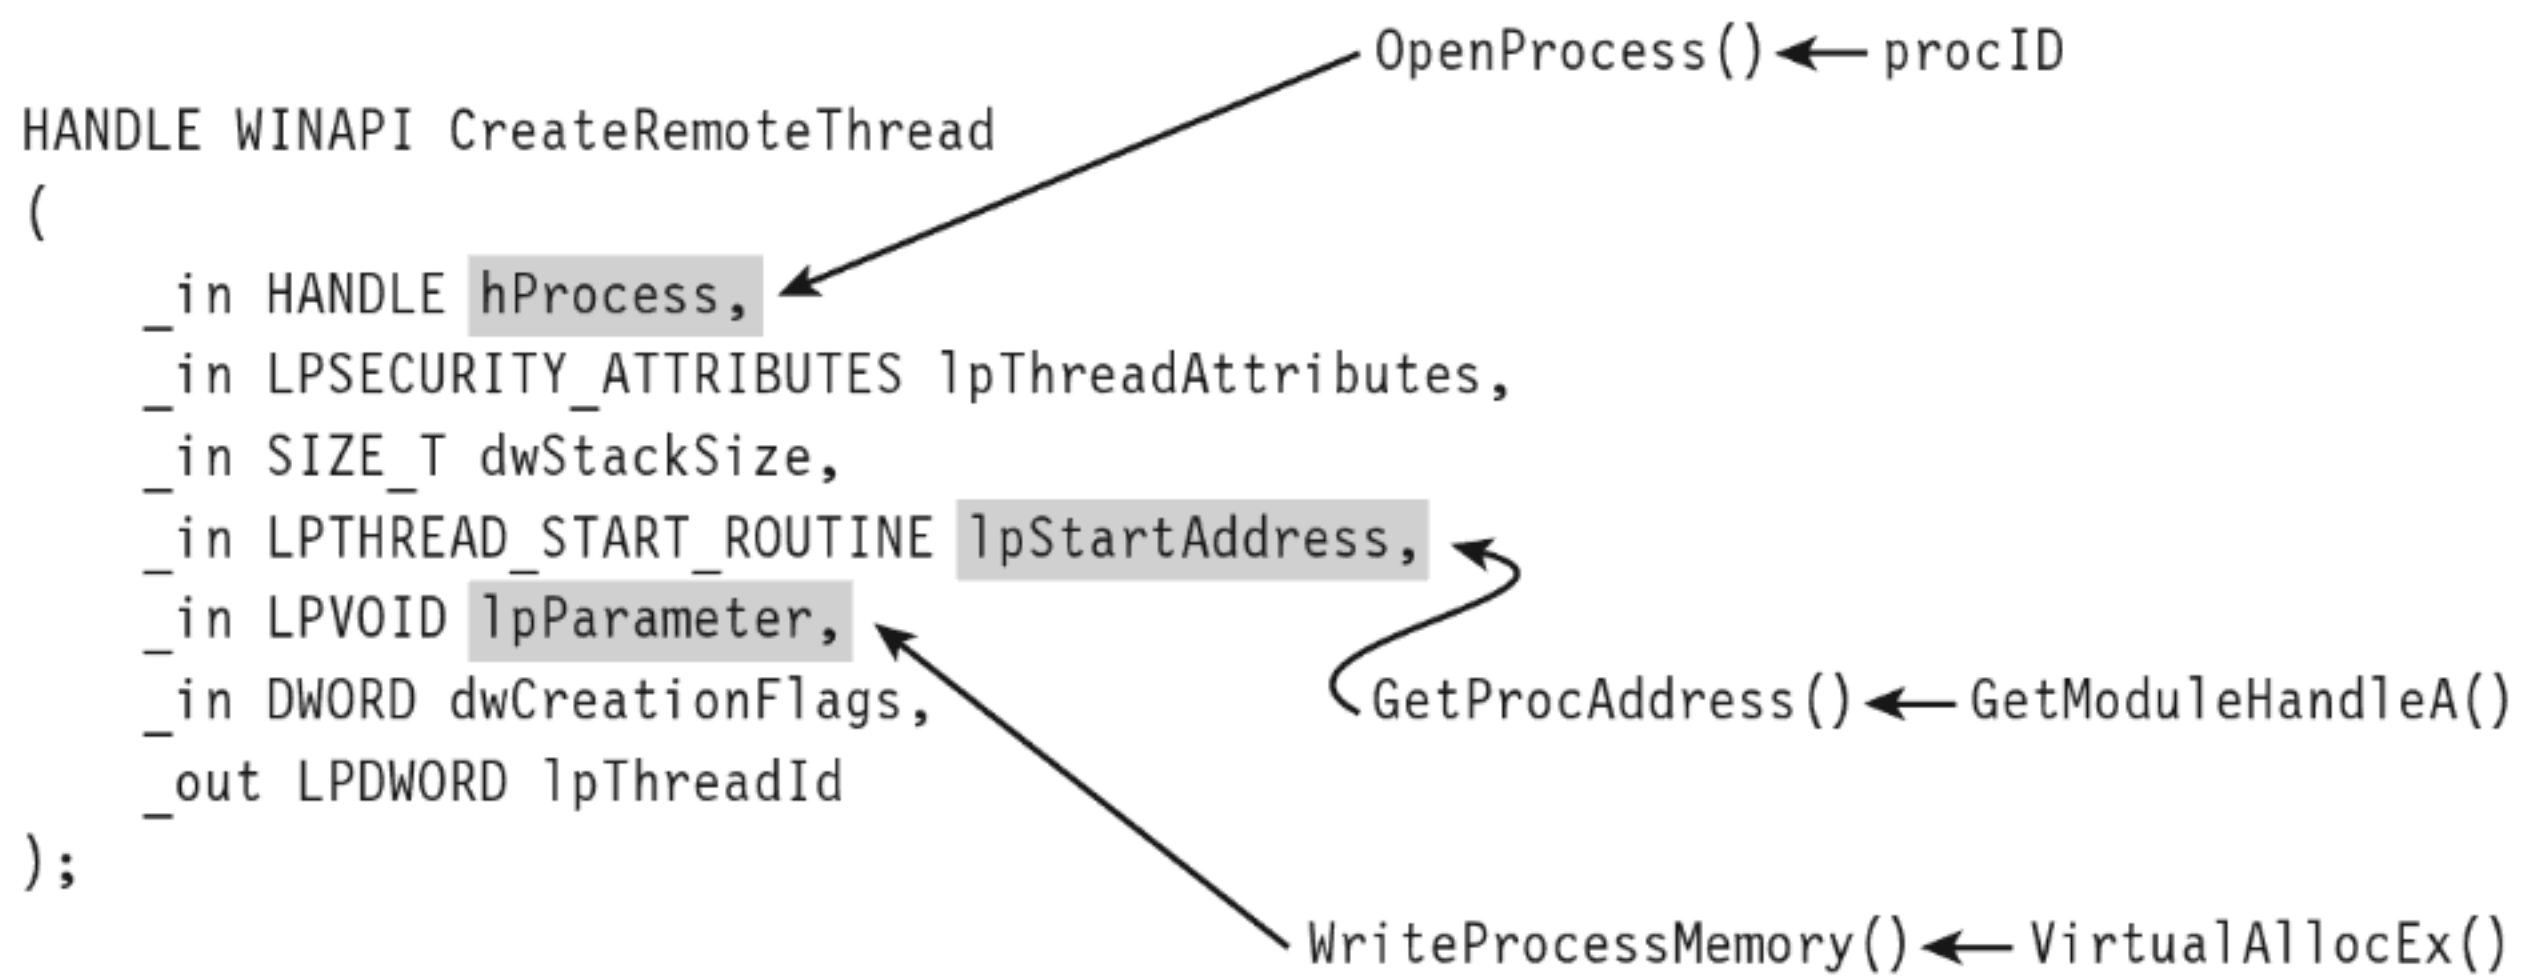 OpenProcess() procID
HANDLE WINAPI CreateRemoteThread
(
_in HANDLE hProcess,
_in LPSECURITY_ATTRIBUTES lpThreadAttributes,
_in SIZE_T dwStackSize,
_in LPTHREAD_START_ROUTINE lpStartAddress,
_in LPVOID lpParameter,
_in DWORD dwCreationFlags,
GetProcAddress() GetModuleHandleA()
_out LPDWORD lpThreadId
);
WriteProcessMemory() VirtualAllocEx()